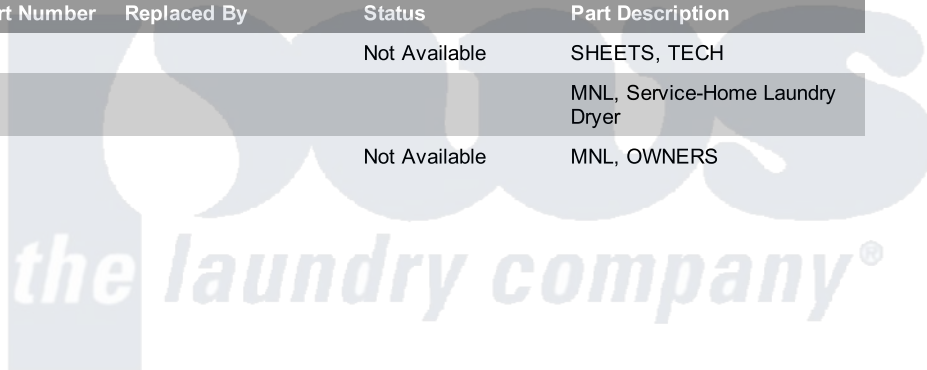 rt Number Replaced By Status Part Description
Not Available SHEETS, TECH
MNL, Service-Home Laundry
Dryer
Not Available MNL, OWNERS
the laundry company®